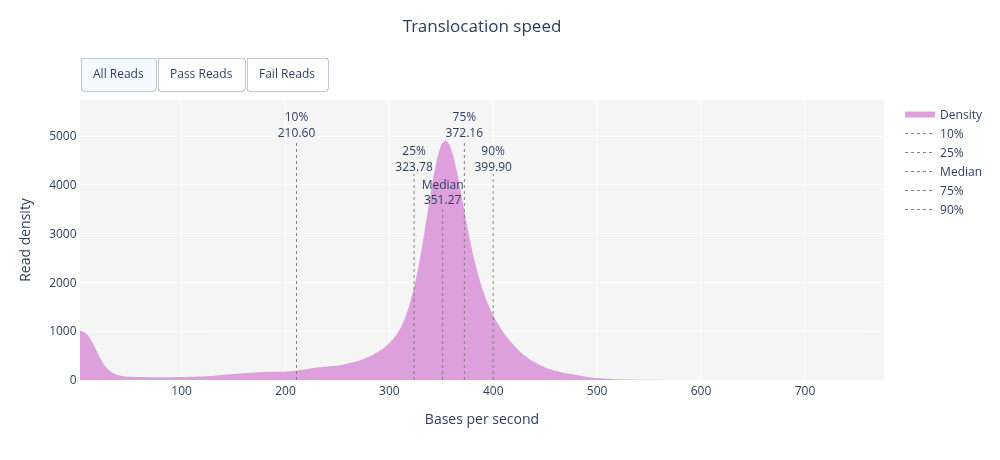 Translocation speed
All Reads
Pass Reads
Fail Reads
10%
210.60
75%
372.16
25%
323.78
90%
399.90
Median
351.27
Density
10%
25%
Median
75%
90%
Read density
5000
4000
3000
2000
1000
0
100
200
300
400
500
600
700
Bases per second